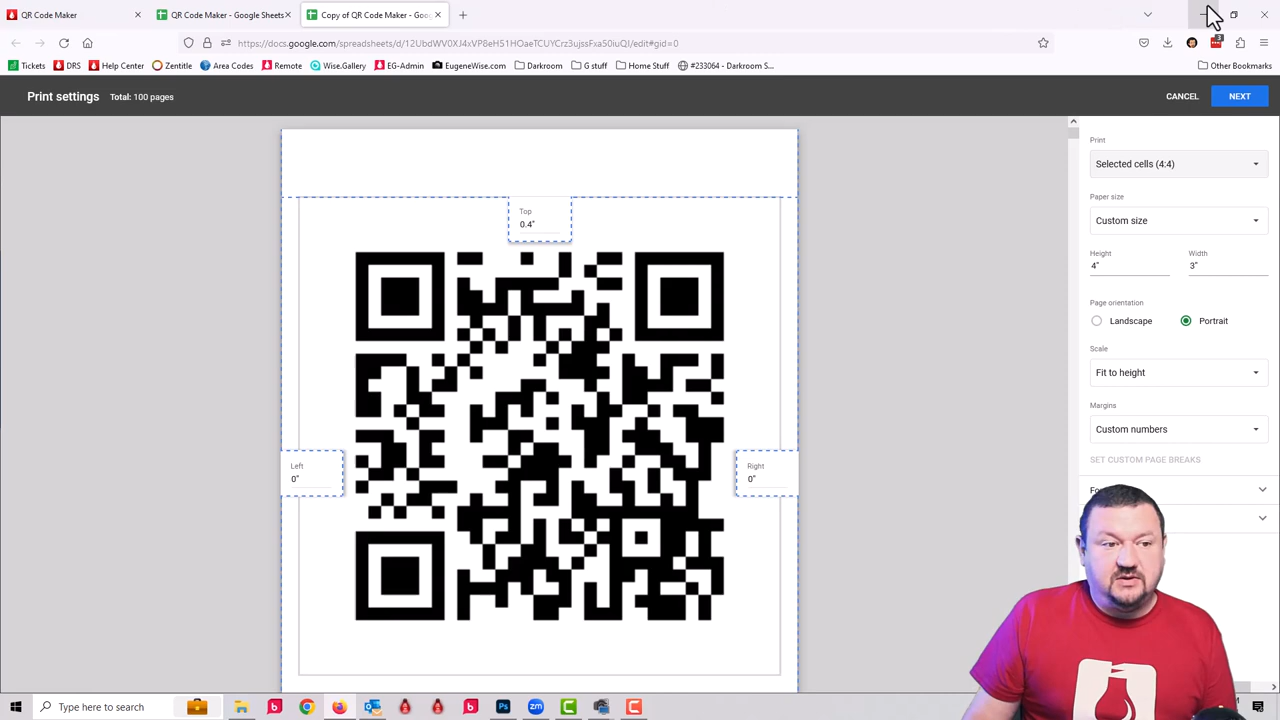 QR Code Maker
QR Code Maker - Google Sheets
Copy of QR Code Maker - Goo
https://docs.google.com/spreadsheets/d/
3
Tickets
DRS
Help Center
Zentitle
Area Codes
Remote
Wise.Gallery
EG-Admin
EugeneWise.com
Darkroom
G stuff
Home Stuff
#233064 - Darkroom S...
Other Bookmarks
Print settings
Total: 100 pages
CANCEL
NEXT
Print
Selected cells (4:4)
Paper size
Custom size
Height
Width
4"
3"
Page orientation
Landscape
Portrait
Scale
Fit to height
Margins
Custom numbers
SET CUSTOM PAGE BREAKS
Top
0.4"
Left
0"
Right
0"
Type here to search